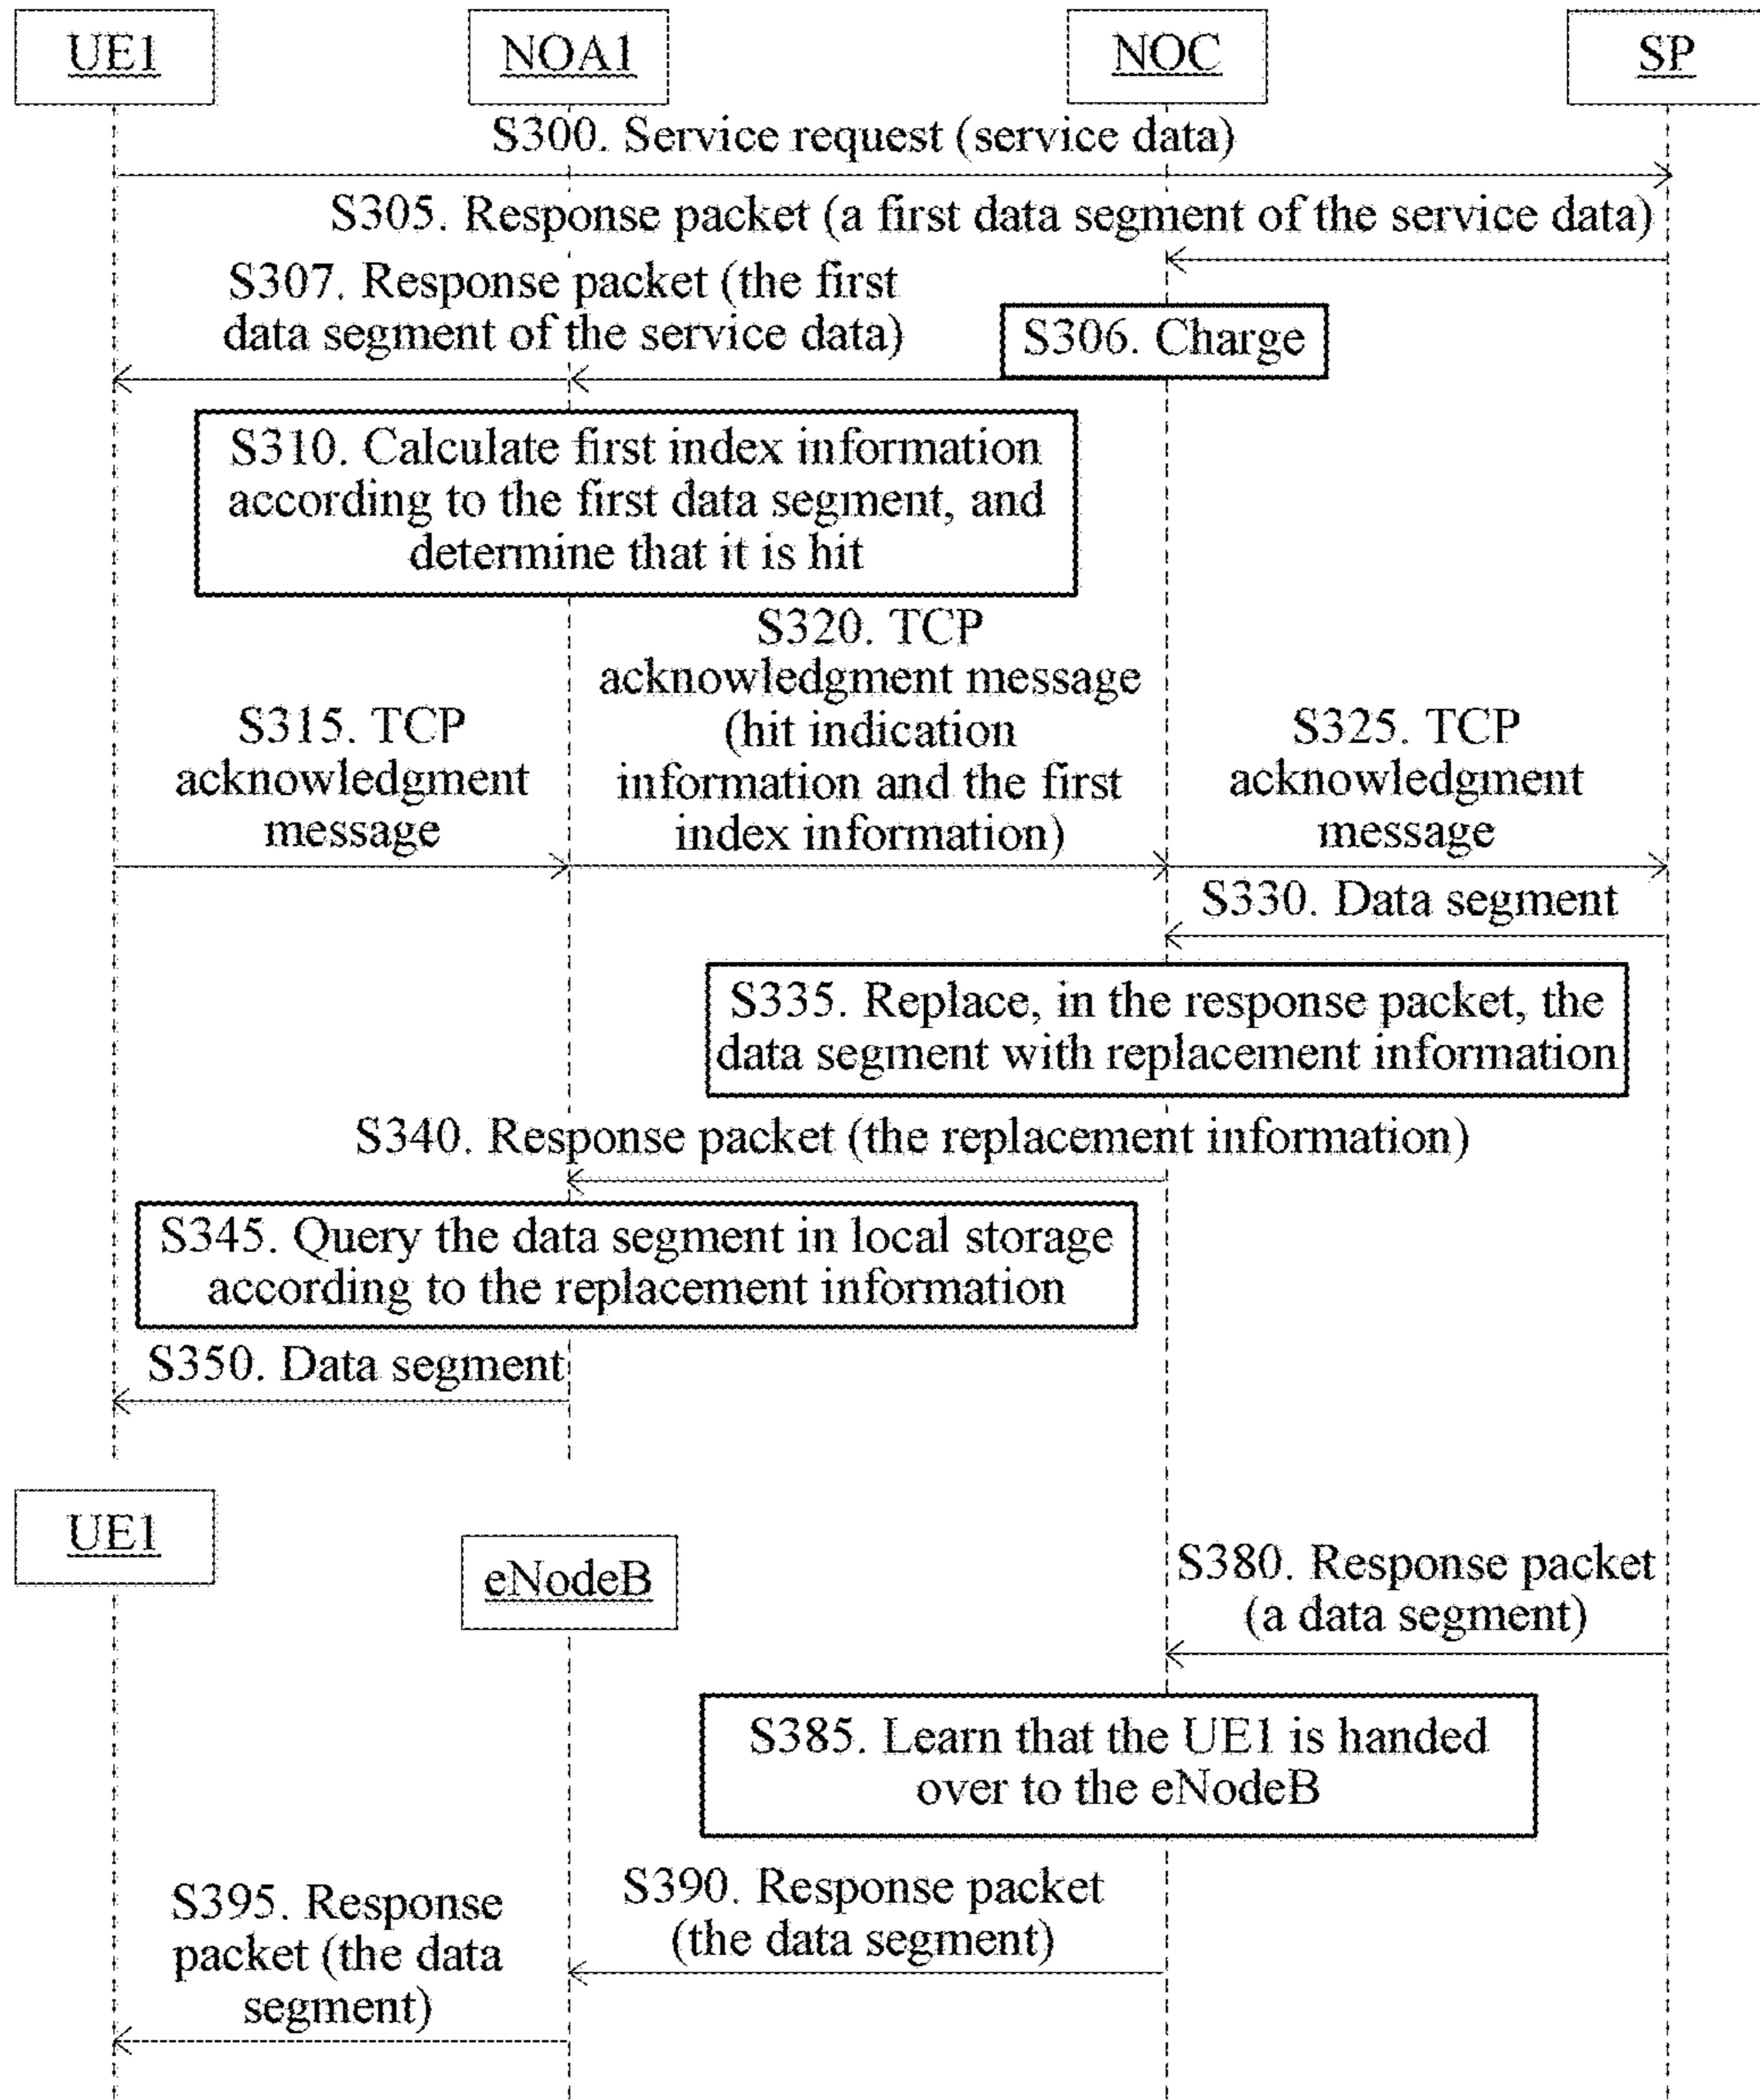 UE1
NOA1
NOC
SP
S300. Service request (service data)
S305. Response packet (a first data segment of the service data)
S307. Response packet (the first
data segment of the service data)
S306. Charge
S310. Calculate first index information
according to the first data segment, and
determine that it is hit
S315. TCP
acknowledgment
message
S320. TCP
acknowledgment message
(hit indication
information and the first
index information)
S325. TCP
acknowledgment
message
S330. Data segment
S335. Replace, in the response packet, the
data segment with replacement information
S340. Response packet (the replacement information)
S345. Query the data segment in local storage
according to the replacement information
S350. Data segment
UE1
eNodeB
S380. Response packet
(a data segment)
S385. Learn that the UE1 is handed
over to the eNodeB
S390. Response packet
(the data segment)
S395. Response
packet (the data
segment)